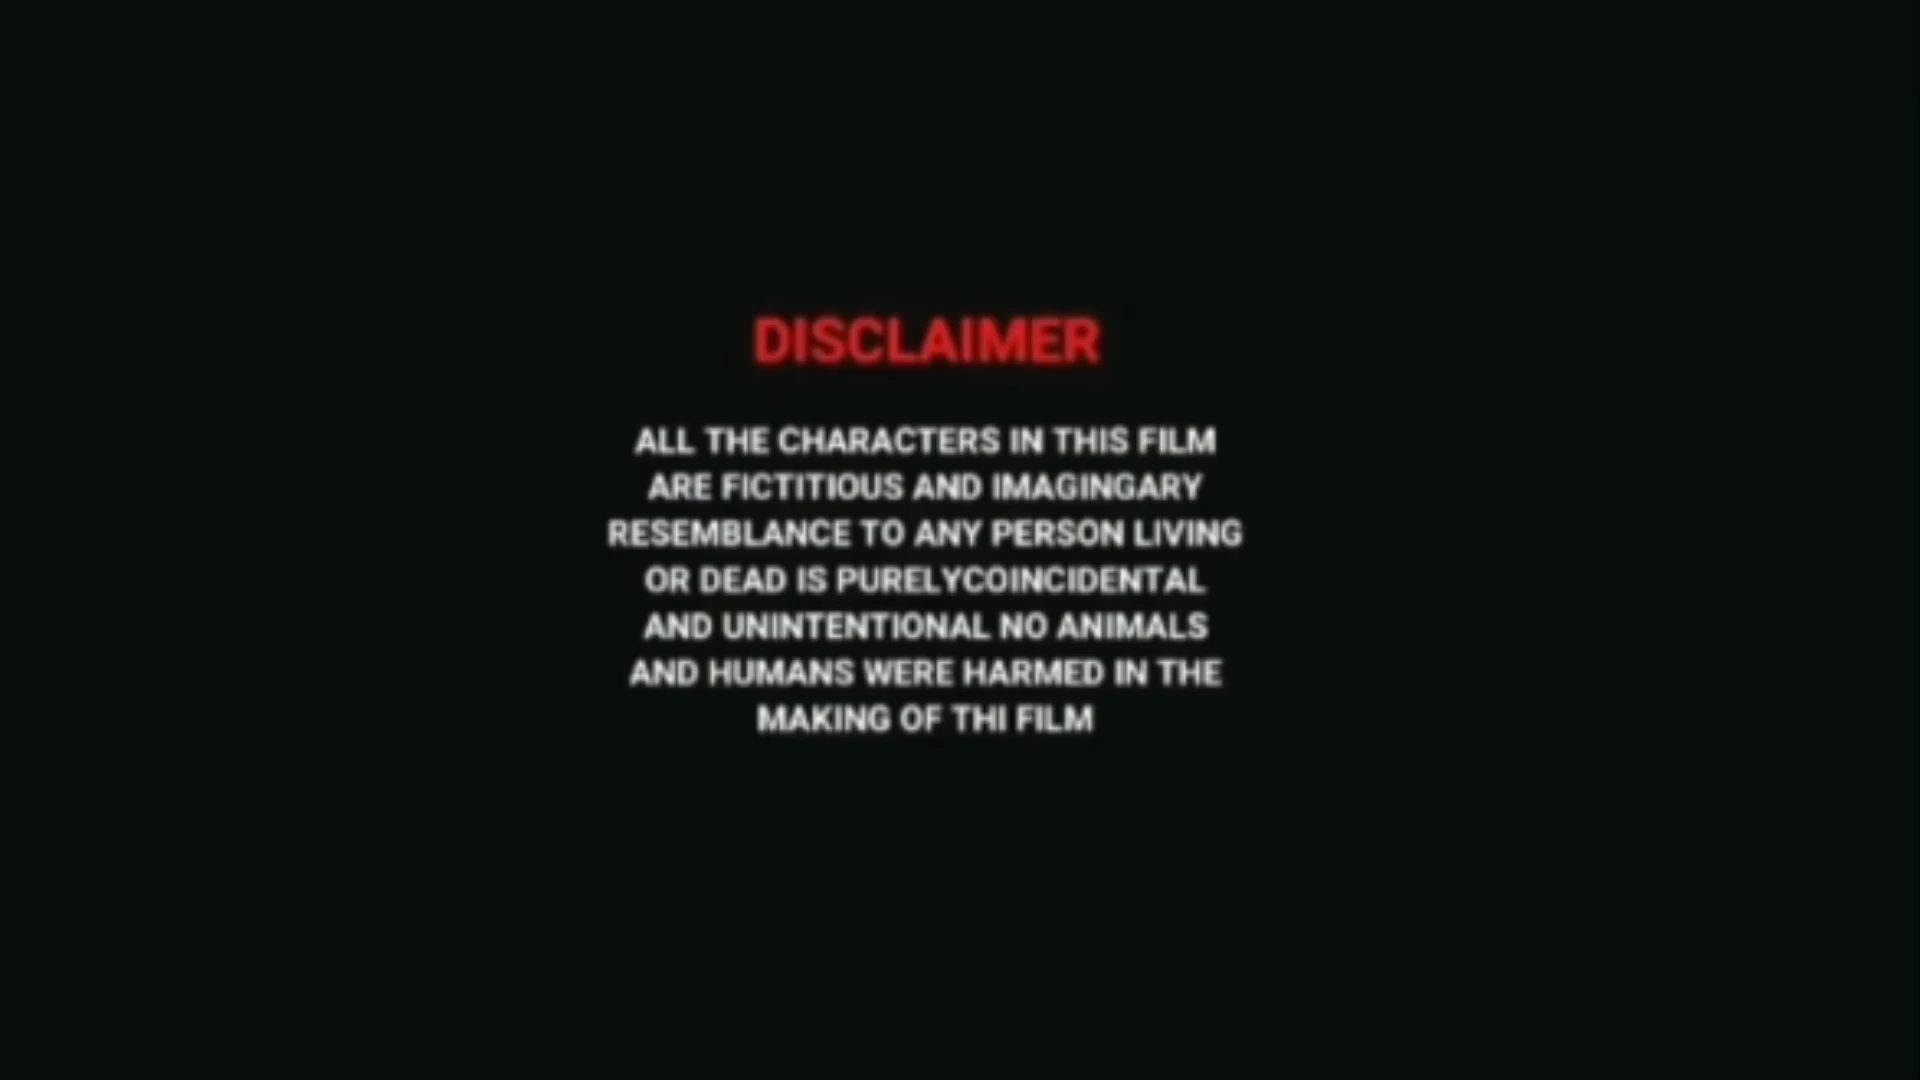 DISCLAIMER
ALL THE CHARACTERS IN THIS FILM
ARE FICTITIOUS AND IMAGINGARY
RESEMBLANCE TO ANY PERSON LIVING
OR DEAD IS PURELYCOINCIDENTAL
AND UNINTENTIONAL NO ANIMALS
AND HUMANS WERE HARMED IN THE
MAKING OF THI FILM